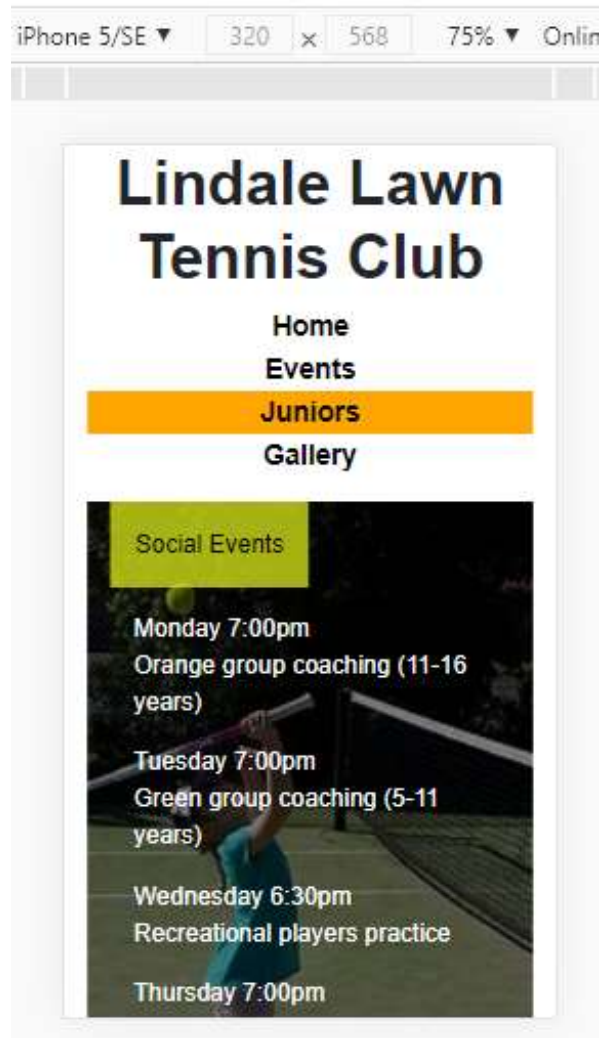 iPhone 5/SE ▼ 320 x 568 75% ▼ Onlin
Lindale Lawn
Tennis Club
Home
Events
Juniors
Gallery
Social Events
Monday 7:00pm
Orange group coaching (11-16
years)
Tuesday 7:00pm
Green group coaching (5-11
years)
Wednesday 6:30pm
Recreational players practice
Thursday 7:00pm